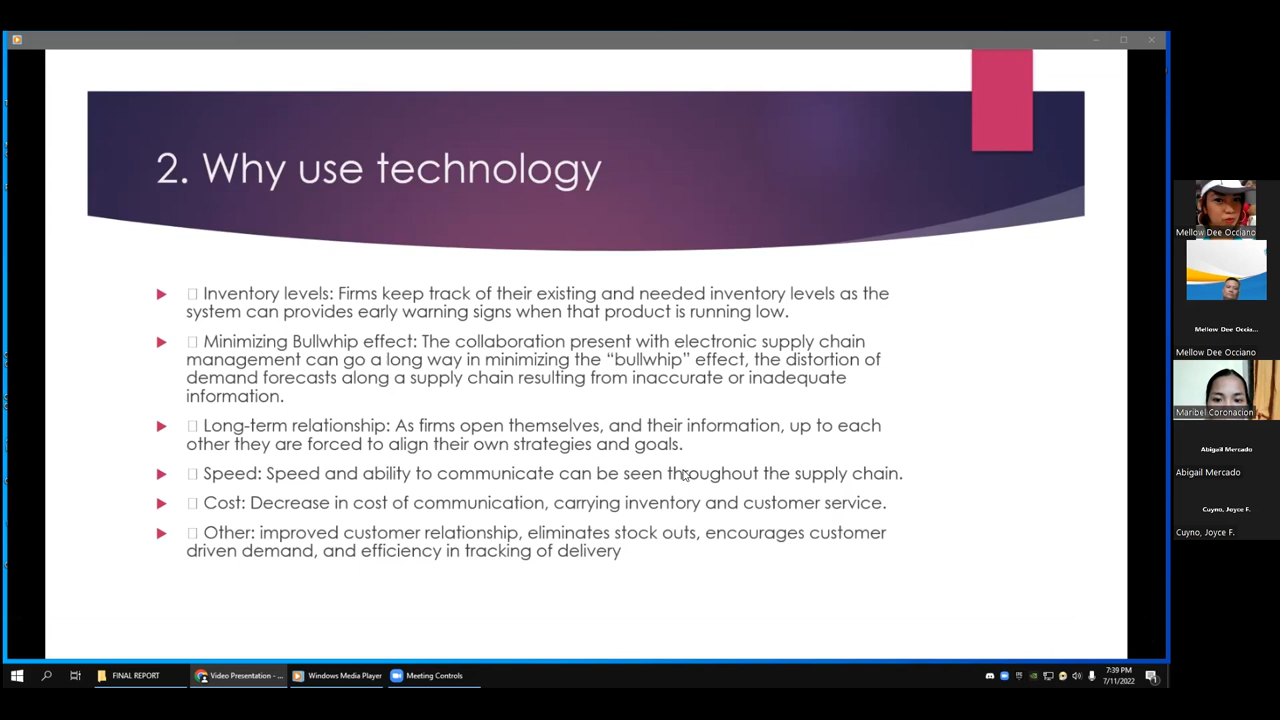 2. Why use technology
Inventory levels: Firms keep track of their existing and needed inventory levels as the
system can provides early warning signs when that product is running low.
Minimizing Bullwhip effect: The collaboration present with electronic supply chain
management can go a long way in minimizing the “bullwhip” effect, the distortion of
demand forecasts along a supply chain resulting from inaccurate or inadequate
information.
Long-term relationship: As firms open themselves, and their information, up to each
other they are forced to align their own strategies and goals.
Speed: Speed and ability to communicate can be seen throughout the supply chain.
Cost: Decrease in cost of communication, carrying inventory and customer service.
Other: improved customer relationship, eliminates stock outs, encourages customer
driven demand, and efficiency in tracking of delivery
Mellow Dee Occiano
Mellow Dee Occia...
Mellow Dee Occiano
Maribel Coronacion
Abigail Mercado
Abigail Mercado
Cuyno, Joyce F.
Cuyno, Joyce F.
FINAL REPORT
Video Presentation - ...
Windows Media Player
Meeting Controls
7:39 PM
7/11/2022
1